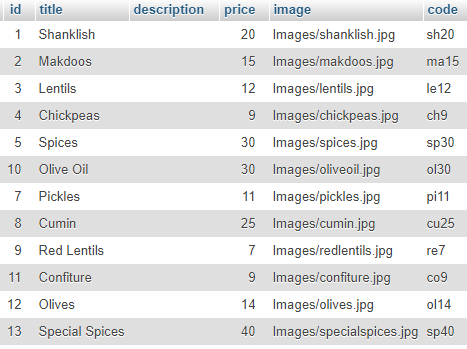 id title description price image code
1 Shanklish 20 Images/shanklish.jpg sh20
2 Makdoos 15 Images/makdoos.jpg ma15
3 Lentils 12 Images/lentils.jpg le12
4 Chickpeas 9 Images/chickpeas.jpg ch9
5 Spices 30 Images/spices.jpg sp30
10 Olive Oil 30 Images/oliveoil.jpg ol30
7 Pickles 11 Images/pickles.jpg pi11
8 Cumin 25 Images/cumin.jpg cu25
9 Red Lentils 7 Images/redlentils.jpg re7
11 Confiture 9 Images/confiture.jpg co9
12 Olives 14 Images/olives.jpg ol14
13 Special Spices 40 Images/specialspices.jpg sp40